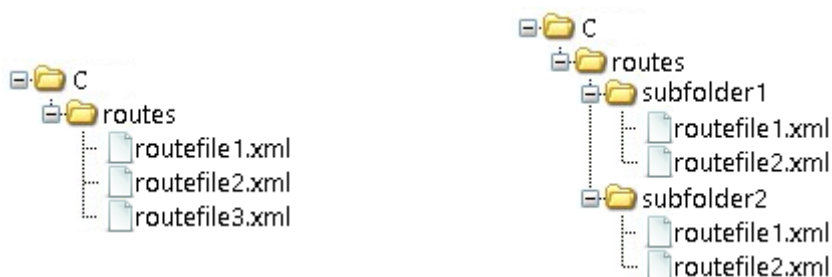 C
routes
routefile1.xml
routefile2.xml
routefile3.xml
C
routes
subfolder1
routefile1.xml
routefile2.xml
subfolder2
routefile1.xml
routefile2.xml